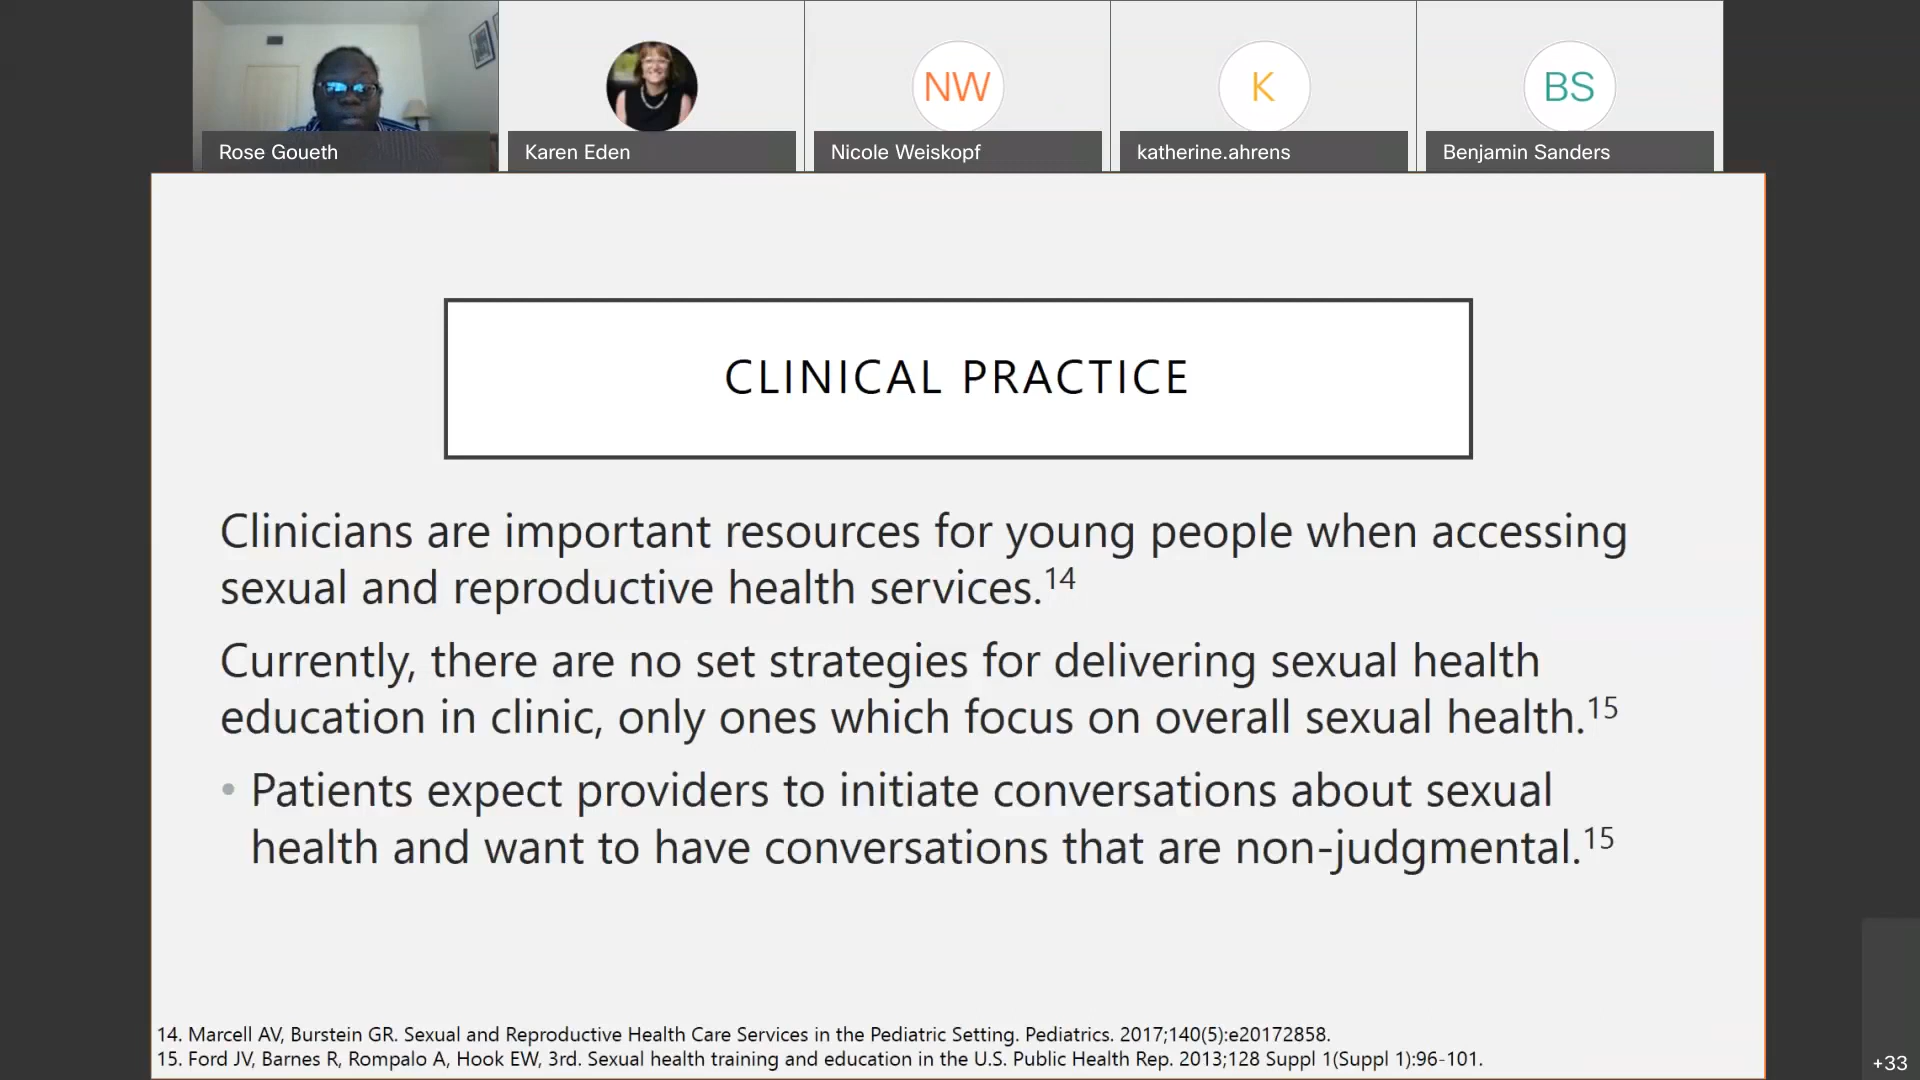 NW
K
BS
Rose Goueth
Karen Eden
Nicole Weiskopf
katherine.ahrens
Benjamin Sanders
CLINICAL PRACTICE
Clinicians are important resources for young people when accessing
sexual and reproductive health services.14
Currently, there are no set strategies for delivering sexual health
education in clinic, only ones which focus on overall sexual health.15
• Patients expect providers to initiate conversations about sexual
health and want to have conversations that are non-judgmental.15
14. Marcell AV, Burstein GR. Sexual and Reproductive Health Care Services in the Pediatric Setting. Pediatrics. 2017;140(5):e20172858.
15. Ford JV, Barnes R, Rompalo A, Hook EW, 3rd. Sexual health training and education in the U.S. Public Health Rep. 2013;128 Suppl 1(Suppl 1):96-101.
+33